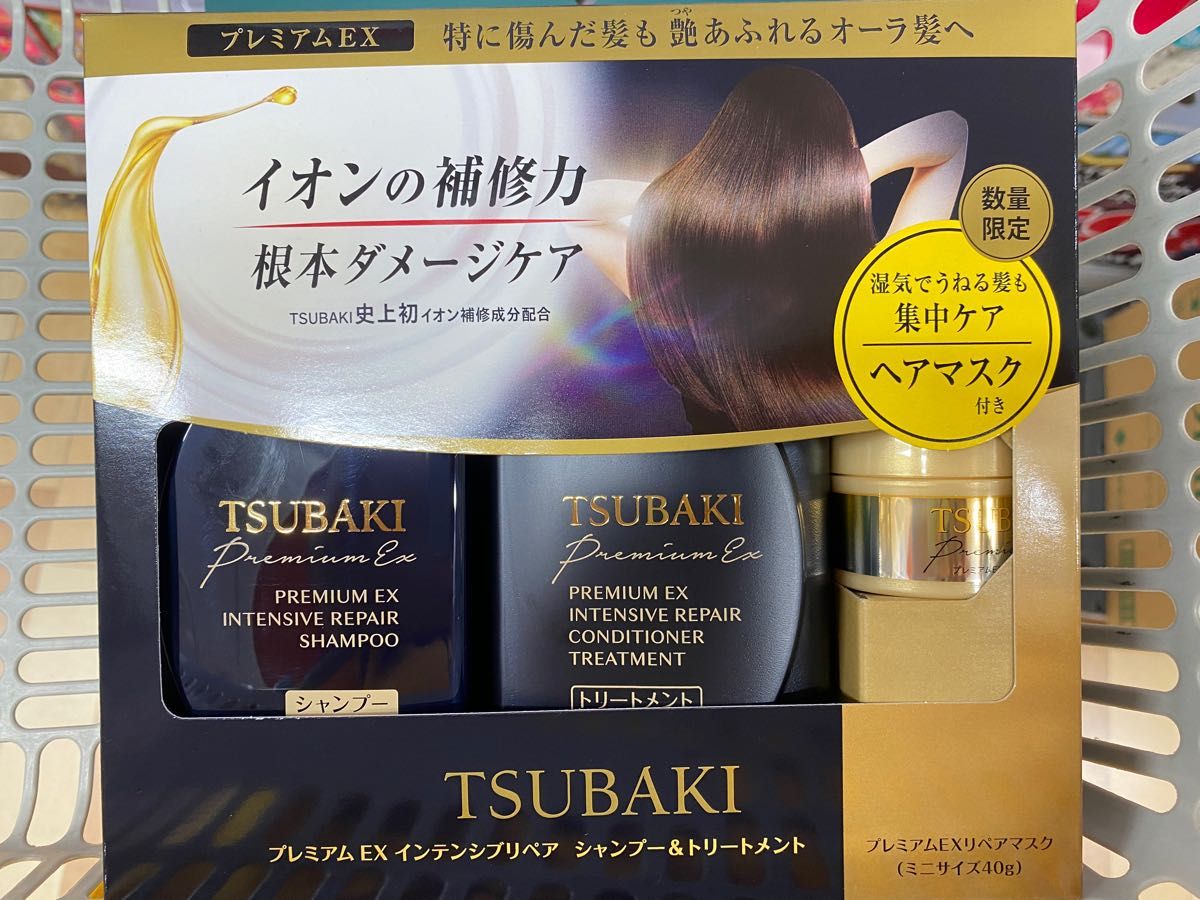 プレミアムEX
特に傷んだ髪も 艶あふれるオーラ髪へ
つや
イオンの補修力
根本ダメージケア
TSUBAKI史上初イオン補修成分配合
数量
限定
湿気でうねる髪も
集中ケア
ヘアマスク
付き
TSUBAKI
Premium Ex
PREMIUM EX
INTENSIVE REPAIR
SHAMPOO
シャンプー
TSUBAKI
Premium Ex
PREMIUM EX
INTENSIVE REPAIR
CONDITIONER
TREATMENT
トリートメント
TSUB
Premi
プレミアムE
TSUBAKI
プレミアム EX インテンシブリペア シャンプー&トリートメント
プレミアムEXリペアマスク
(ミニサイズ40g)